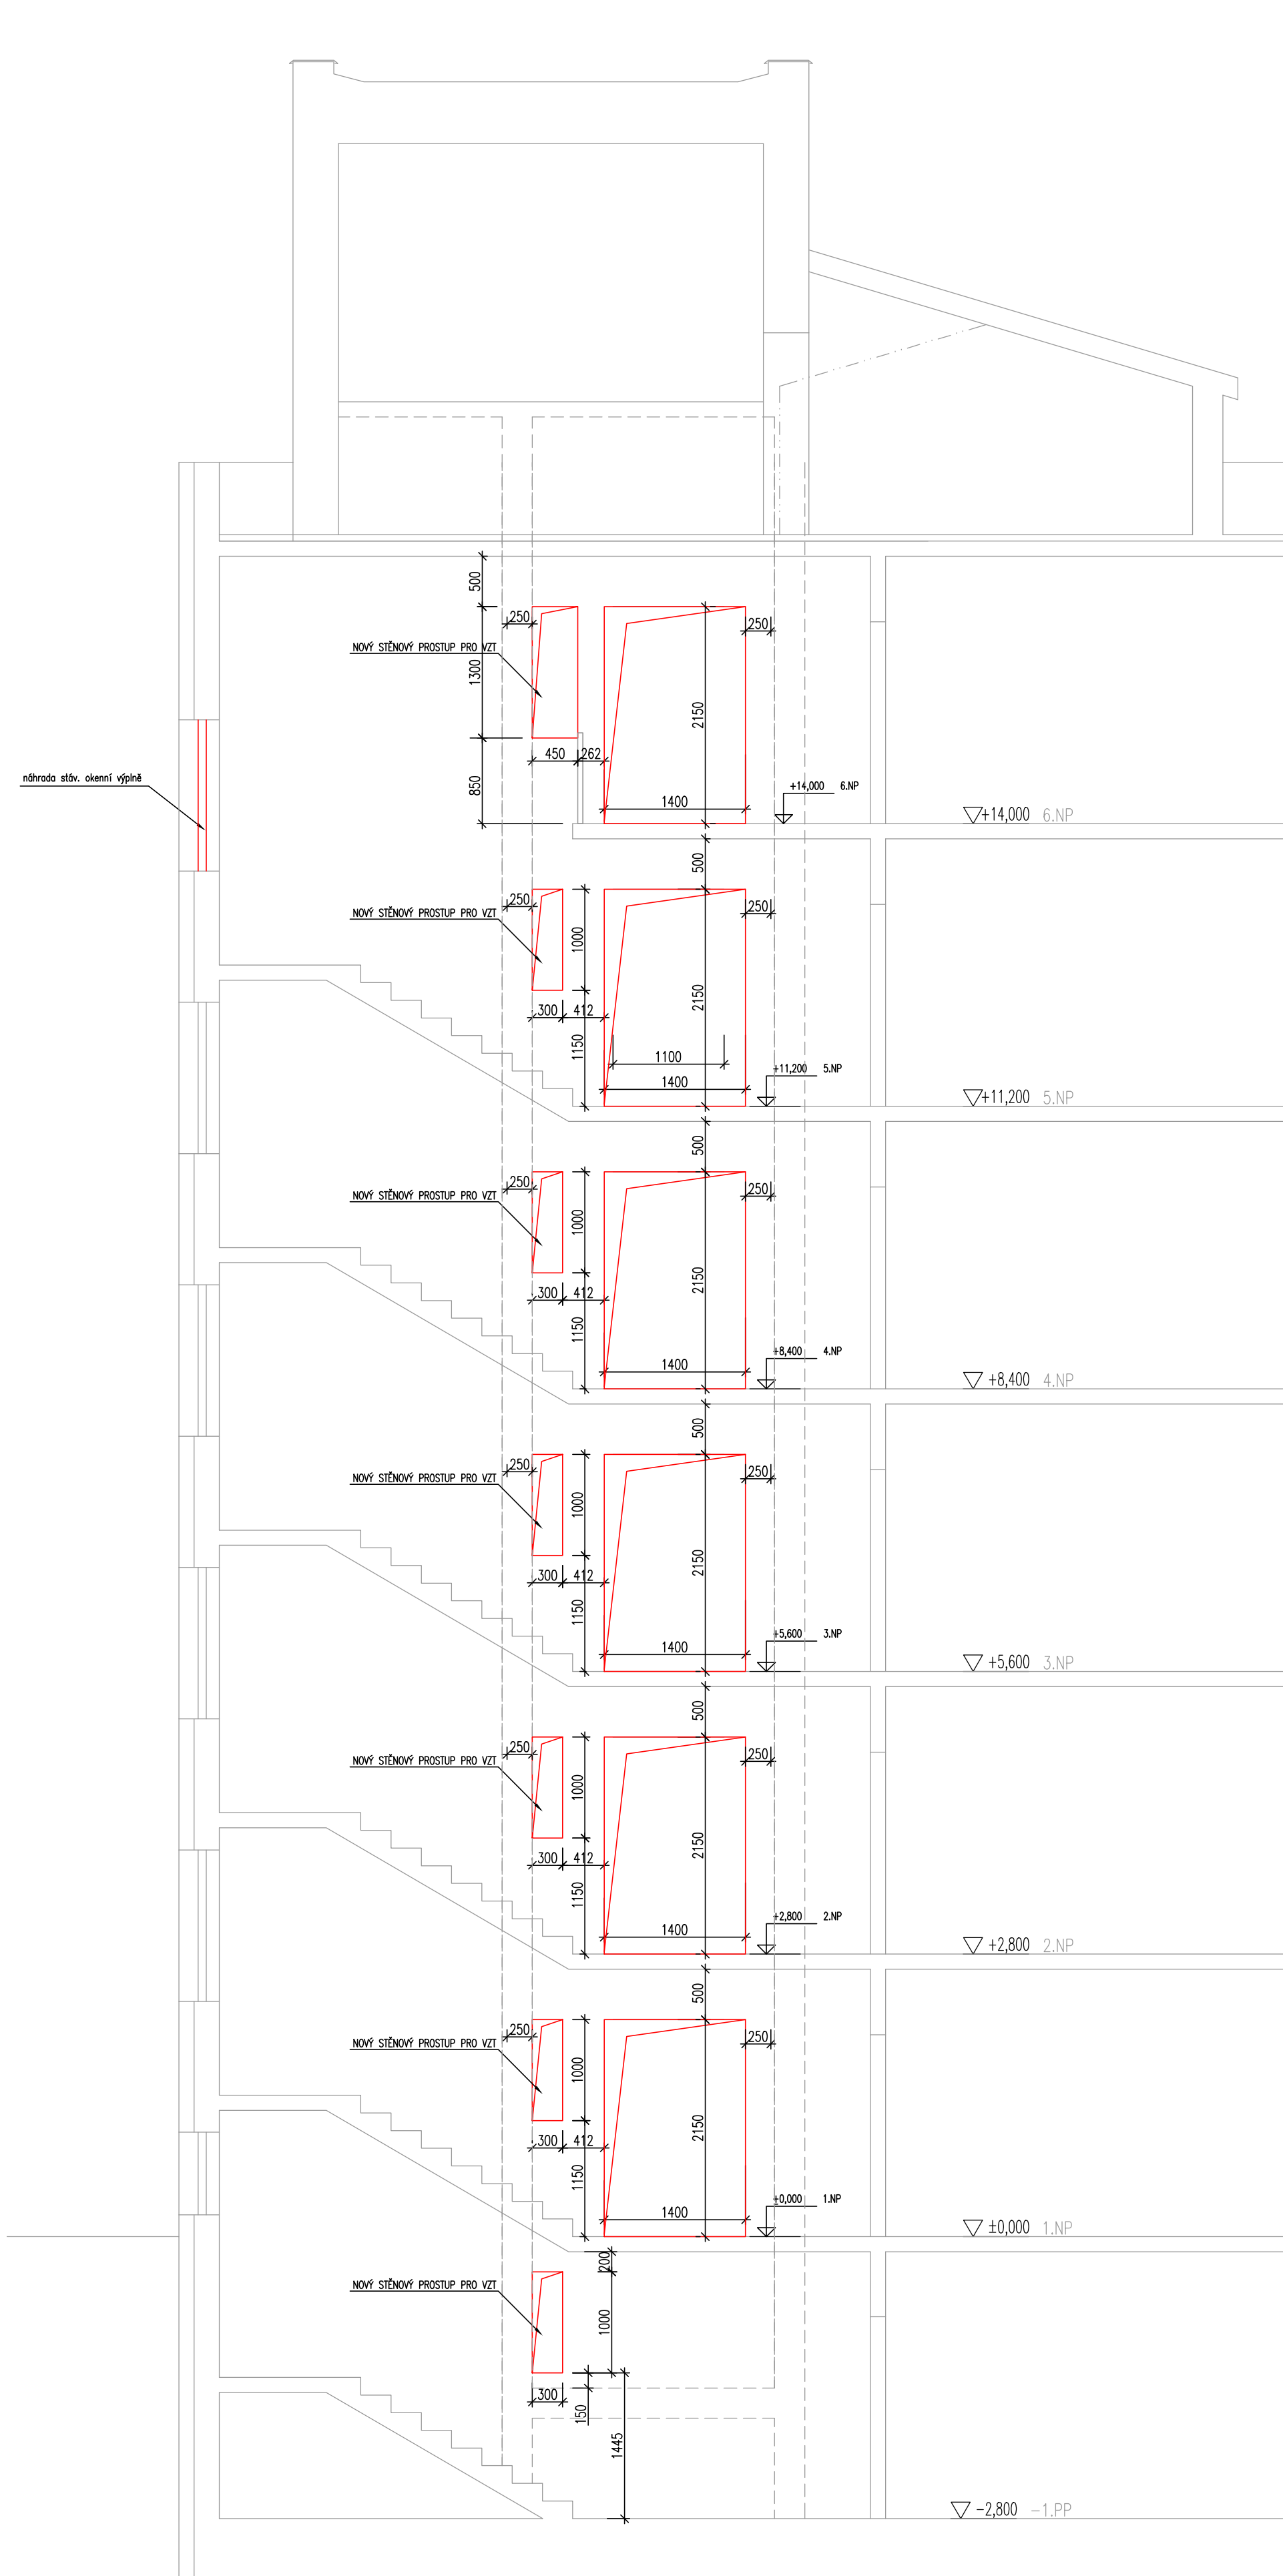 500
250
250
NOVÝ STĚNOVÝ PROSTUP PRO VZT
1300
2150
450
262
náhrada stáv. okenní výplně
850
1400
+14,000 6.NP
+14,000 6.NP
500
250
250
NOVÝ STĚNOVÝ PROSTUP PRO VZT
1000
2150
300
412
1150
1100
1400
+11,200 5.NP
+11,200 5.NP
500
250
250
NOVÝ STĚNOVÝ PROSTUP PRO VZT
1000
2150
300
412
1150
1400
+8,400 4.NP
+8,400 4.NP
500
250
250
NOVÝ STĚNOVÝ PROSTUP PRO VZT
1000
2150
300
412
1150
1400
+5,600 3.NP
+5,600 3.NP
500
250
250
NOVÝ STĚNOVÝ PROSTUP PRO VZT
1000
2150
300
412
1150
1400
+2,800 2.NP
+2,800 2.NP
500
250
250
NOVÝ STĚNOVÝ PROSTUP PRO VZT
1000
2150
300
412
1150
1400
±0,000 1.NP
±0,000 1.NP
200
NOVÝ STĚNOVÝ PROSTUP PRO VZT
1000
300
150
1445
-2,800 -1.PP